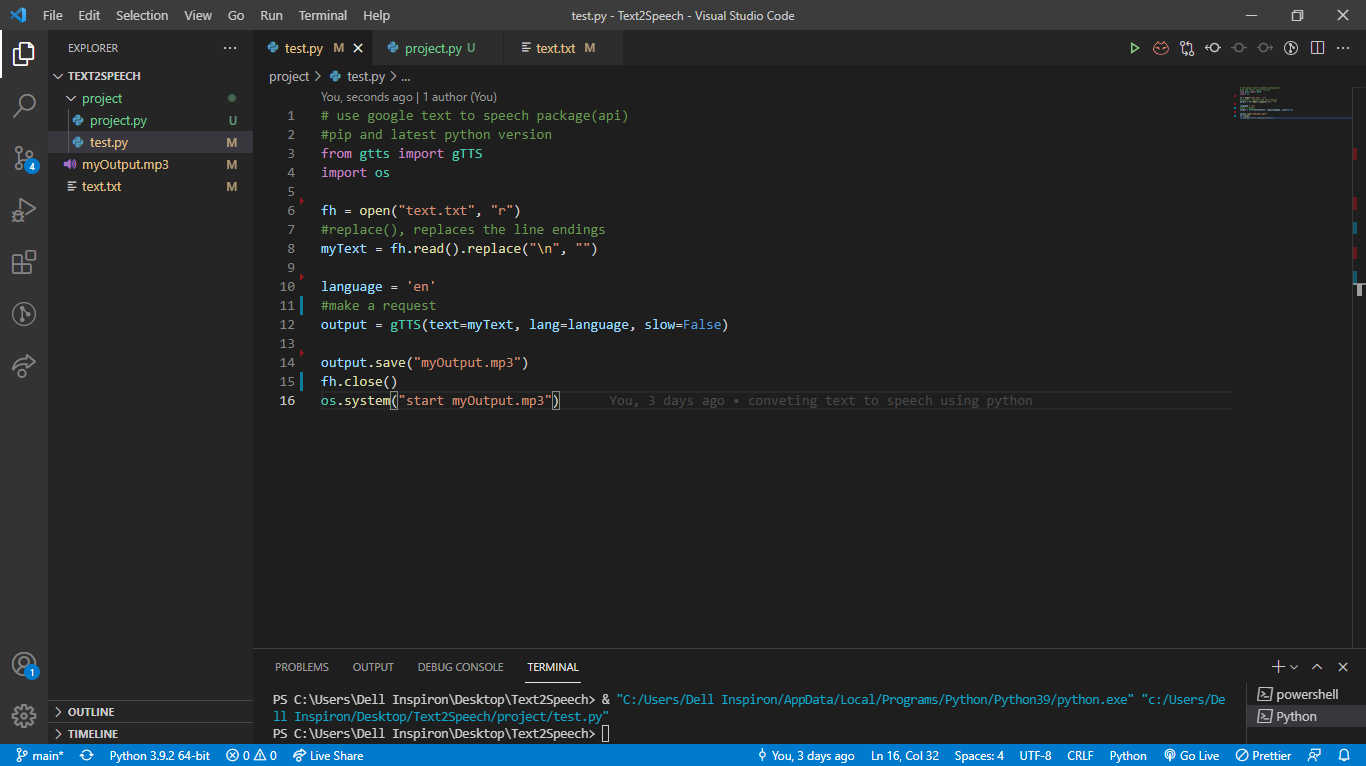 File Edit Selection View Go Run Terminal Help
test.py - Text2Speech - Visual Studio Code
EXPLORER
TEXT2SPEECH
project
project.py U
test.py M
myOutput.mp3 M
text.txt M
OUTLINE
TIMELINE
4
1
test.py M
project.py U
text.txt M
project > test.py > ...
You, seconds ago | 1 author (You)
1 # use google text to speech package(api)
2 #pip and latest python version
3 from gtts import gTTS
4 import os
5
6 fh = open("text.txt", "r")
7 #replace(), replaces the line endings
8 myText = fh.read().replace("\n", "")
9
10 language = 'en'
11 #make a request
12 output = gTTS(text=myText, lang=language, slow=False)
13
14 output.save("myOutput.mp3")
15 fh.close()
16 os.system("start myOutput.mp3") You, 3 days ago • conveting text to speech using python
PROBLEMS OUTPUT DEBUG CONSOLE TERMINAL
PS C:\Users\Dell Inspiron\Desktop\Text2Speech> & "C:/Users/Dell Inspiron/AppData/Local/Programs/Python/Python39/python.exe" "c:/Users/De
ll Inspiron/Desktop/Text2Speech/project/test.py"
PS C:\Users\Dell Inspiron\Desktop\Text2Speech>
powershell
Python
main* Python 3.9.2 64-bit 0 0 Live Share You, 3 days ago Ln 16, Col 32 Spaces: 4 UTF-8 CRLF Python Go Live Prettier